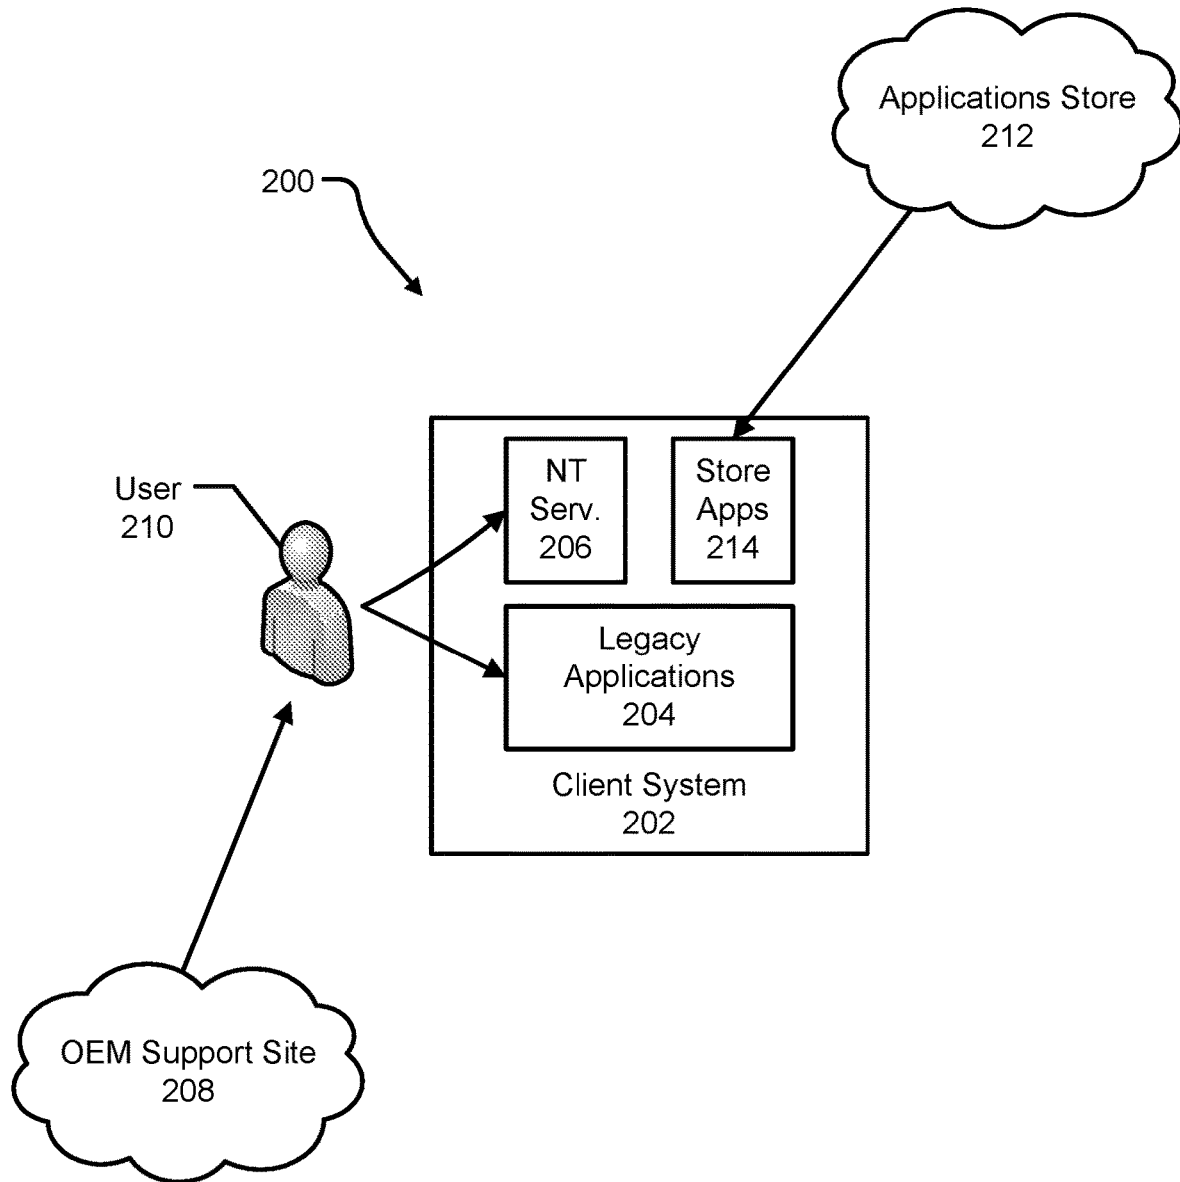 Applications Store
212
200
NT
Serv.
206
Store
Apps
214
User
210
Legacy
Applications
204
Client System
202
OEM Support Site
208